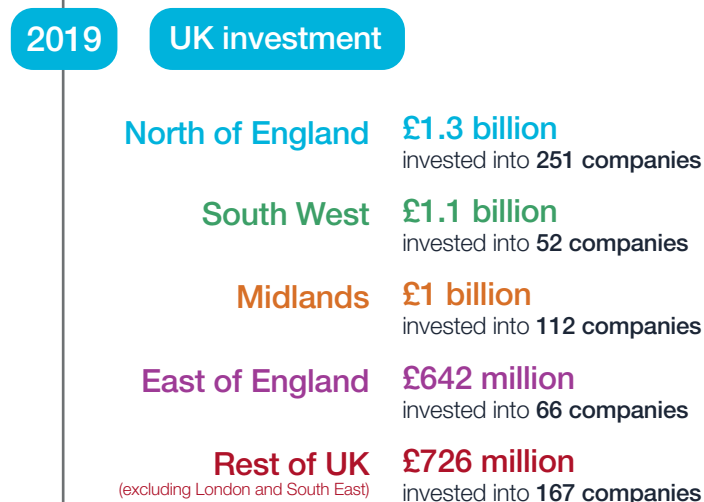 2019 UK investment
North of England £1.3 billion
invested into 251 companies
South West £1.1 billion
invested into 52 companies
Midlands £1 billion
invested into 112 companies
East of England £642 million
invested into 66 companies
Rest of UK £726 million
(excluding London and South East) invested into 167 companies